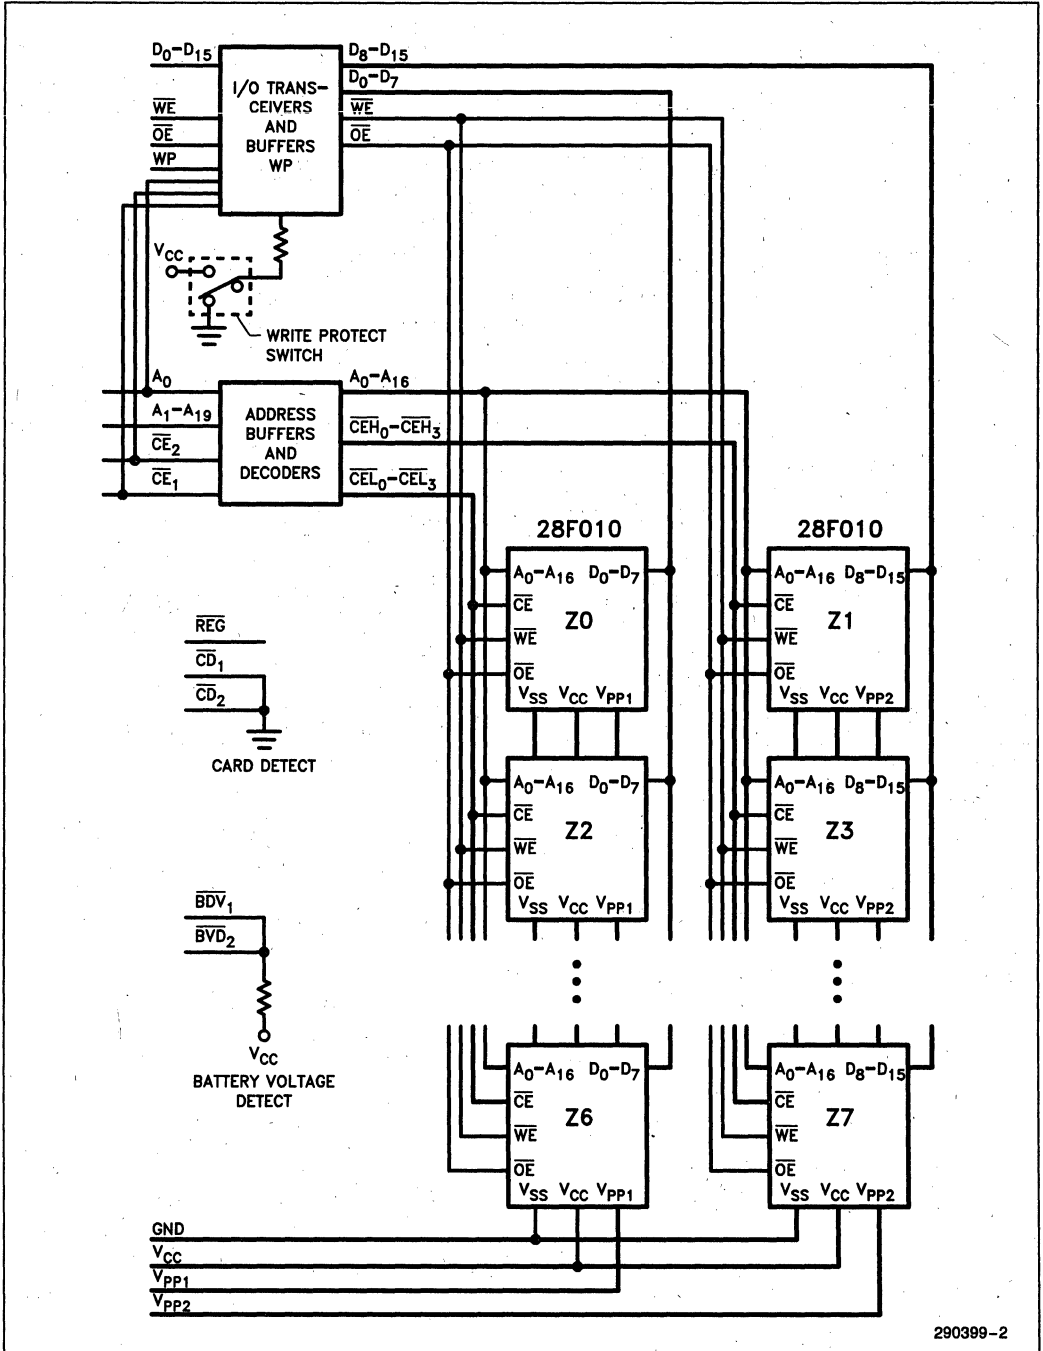 D0-D15
D8-D15
D0-D7
I/O TRANS-
CEIVERS
AND
BUFFERS
WP
WE
OE
WP
WE
OE
VCC
WRITE PROTECT
SWITCH
A0
A1-A19
CE2
CE1
ADDRESS
BUFFERS
AND
DECODERS
A0-A16
CEH0-CEH3
CEL0-CEL3
28F010
A0-A16 D0-D7
CE
Z0
WE
OE
VSS VCC VPP1
28F010
A0-A16 D8-D15
CE
Z1
WE
OE
VSS VCC VPP2
REG
CD1
CD2
CARD DETECT
A0-A16 D0-D7
CE
Z2
WE
OE
VSS VCC VPP1
A0-A16 D8-D15
CE
Z3
WE
OE
VSS VCC VPP2
BDV1
BVD2
VCC
BATTERY VOLTAGE
DETECT
A0-A16 D0-D7
CE
Z6
WE
OE
VSS VCC VPP1
A0-A16 D8-D15
CE
Z7
WE
OE
VSS VCC VPP2
GND
VCC
VPP1
VPP2
290399-2